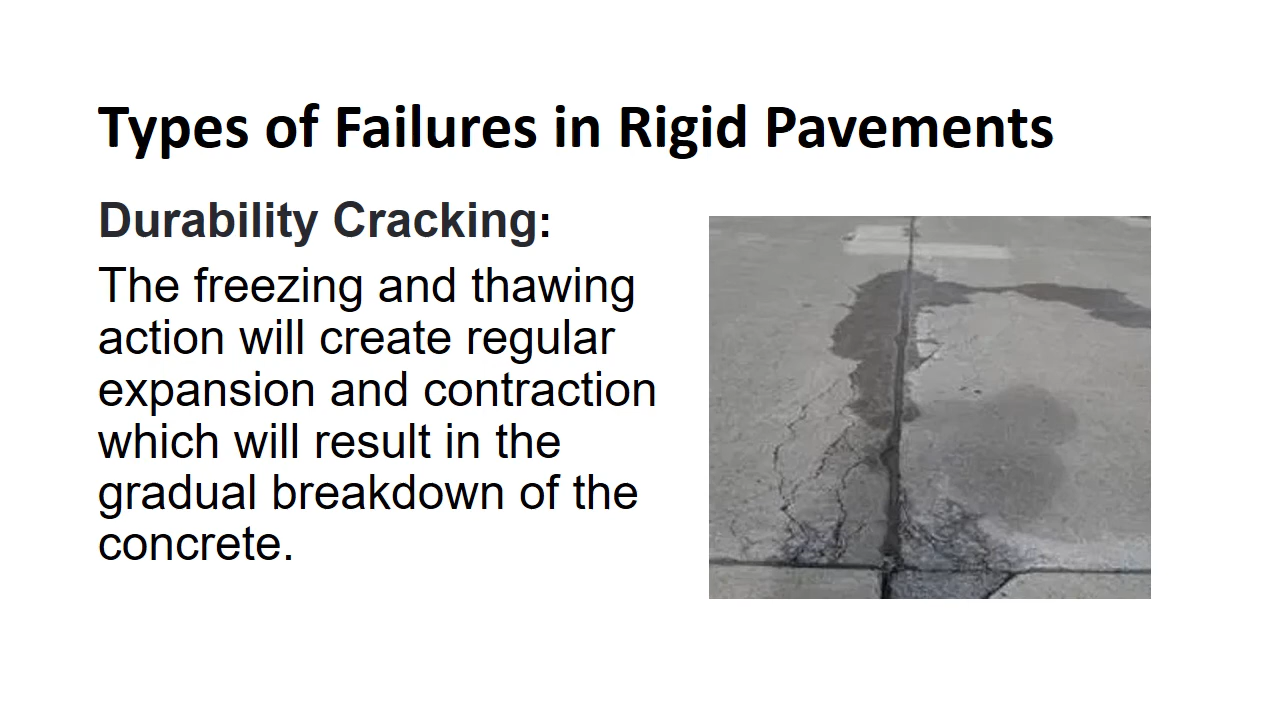 Types of Failures in Rigid Pavements
Durability Cracking:
The freezing and thawing
action will create regular
expansion and contraction
which will result in the
gradual breakdown of the
concrete.